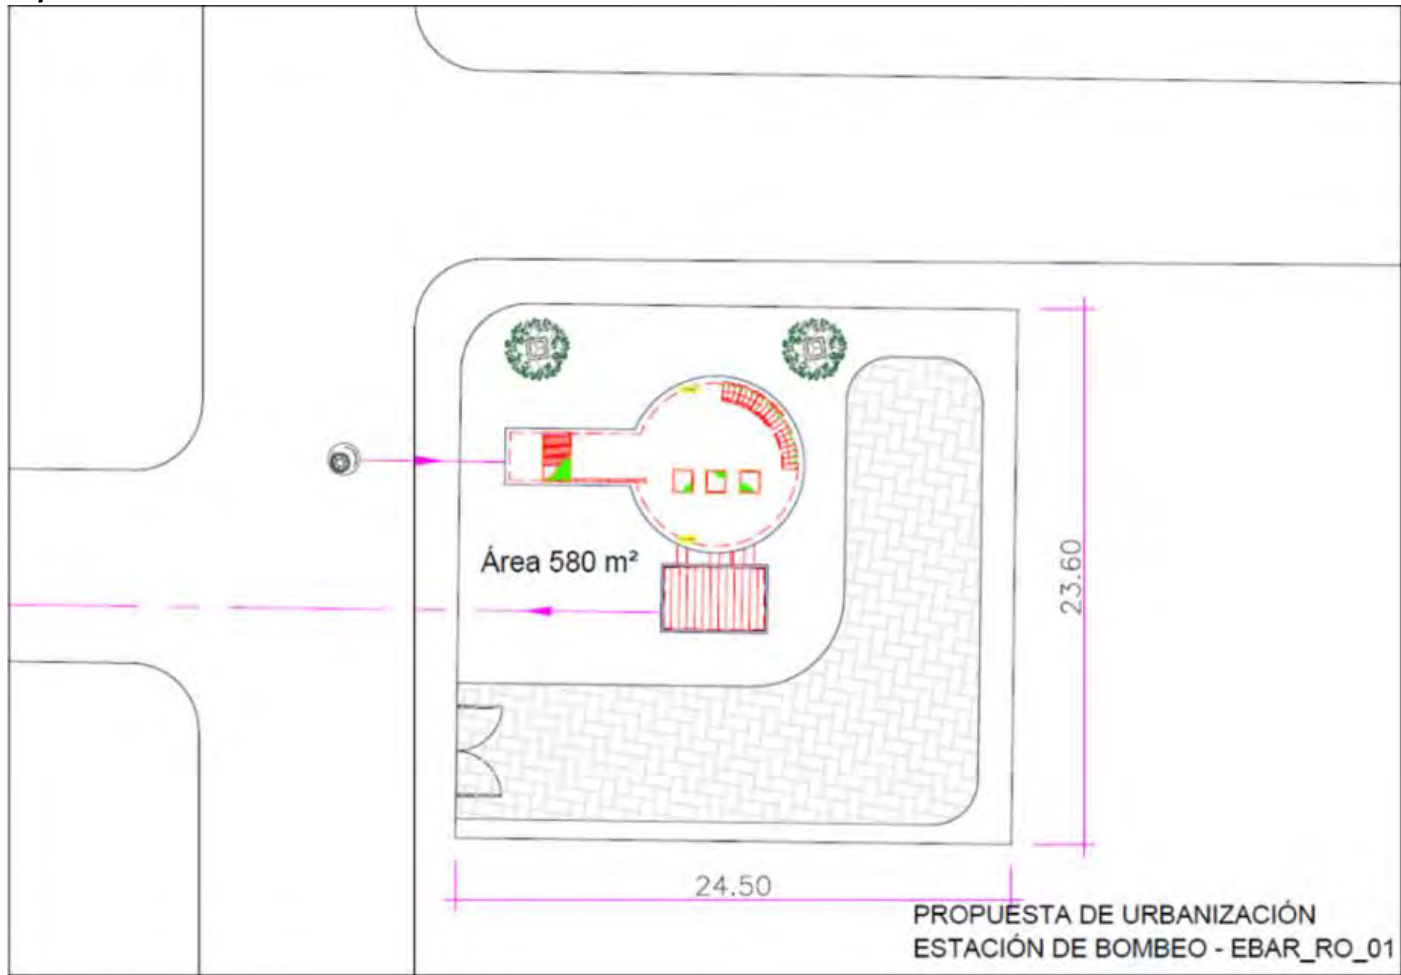 Área 580 m²
23.60
24.50
PROPUESTA DE URBANIZACIÓN
ESTACIÓN DE BOMBEO - EBAR_RO_01